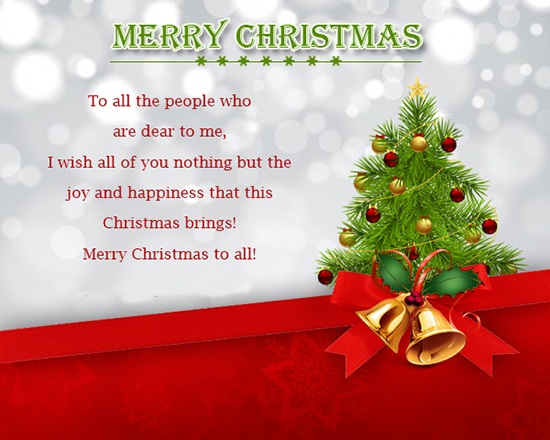 MERRY CHRISTMAS
To all the people who
are dear to me,
I wish all of you nothing but the
joy and happiness that this
Christmas brings!
Merry Christmas to all!